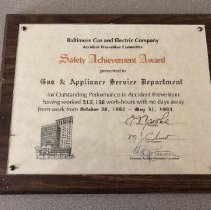 Baltimore Gas and Electric Company
Accident Prevention Committee
Safety Achievement Award
presented to
Gas & Appliance Service Department
for Outstanding Performance in Accident Prevention
having worked 512,136 work-hours with no days away
from work from October 28, 1992 - May 31, 1993